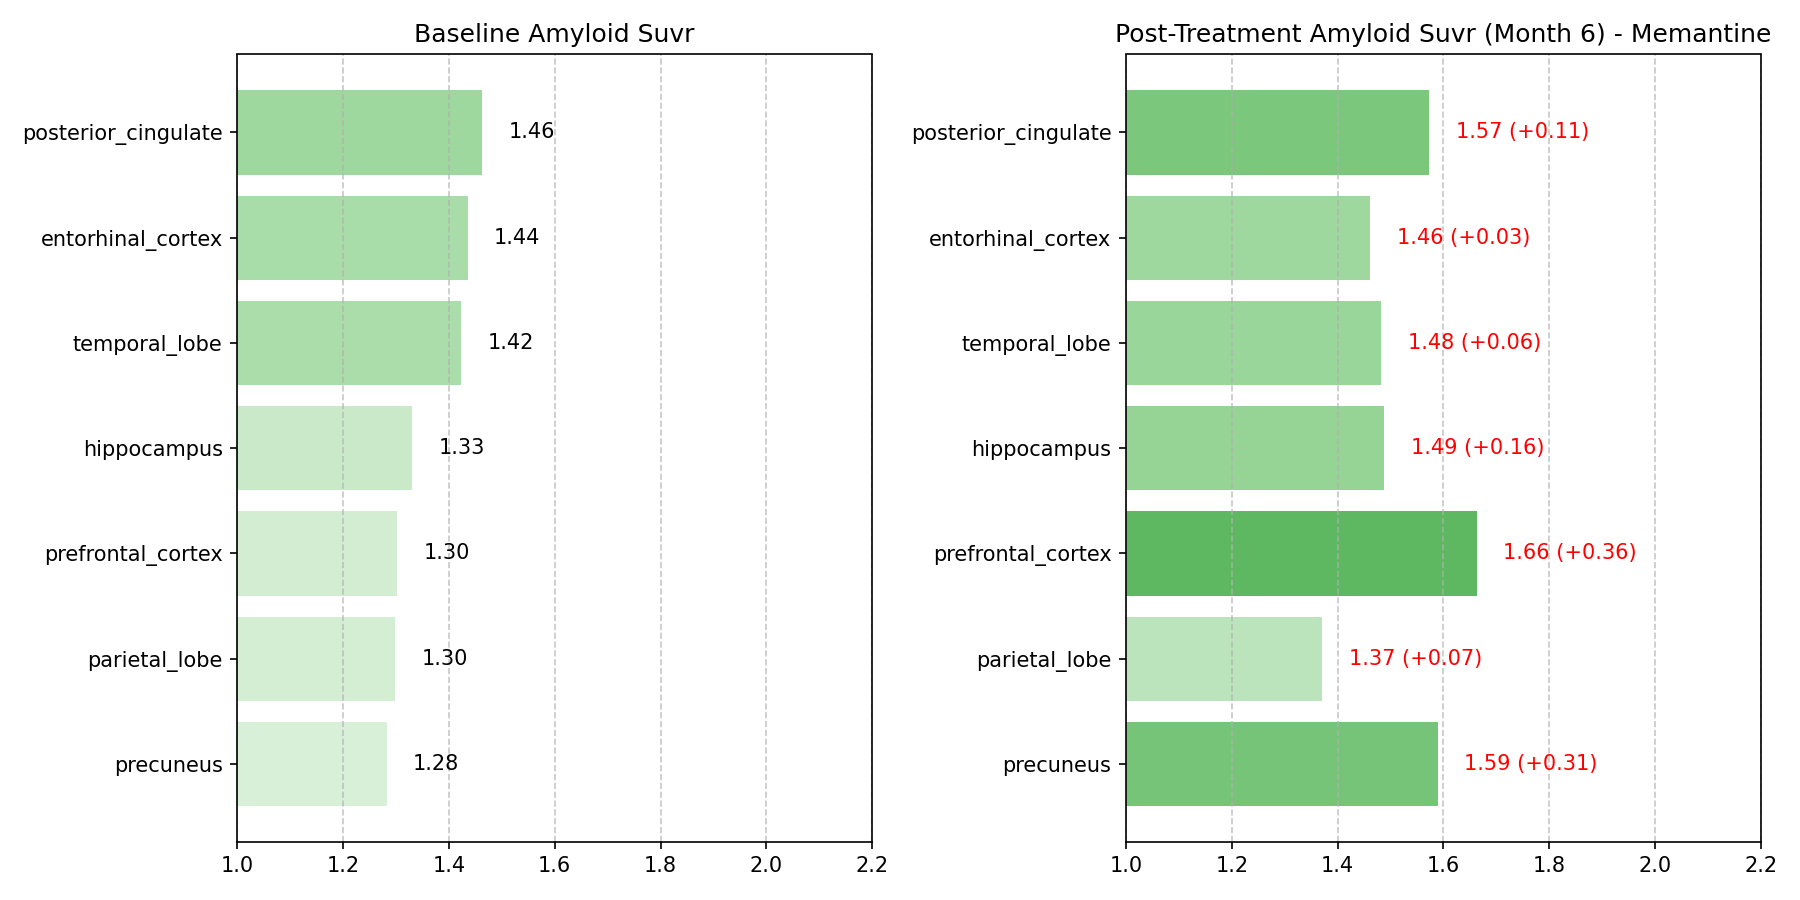 Baseline Amyloid Suvr
posterior_cingulate
1.46
entorhinal_cortex
1.44
temporal_lobe
1.42
hippocampus
1.33
prefrontal_cortex
1.30
parietal_lobe
1.30
precuneus
1.28
1.0 1.2 1.4 1.6 1.8 2.0 2.2
Post-Treatment Amyloid Suvr (Month 6) - Memantine
posterior_cingulate
1.57 (+0.11)
entorhinal_cortex
1.46 (+0.03)
temporal_lobe
1.48 (+0.06)
hippocampus
1.49 (+0.16)
prefrontal_cortex
1.66 (+0.36)
parietal_lobe
1.37 (+0.07)
precuneus
1.59 (+0.31)
1.0 1.2 1.4 1.6 1.8 2.0 2.2